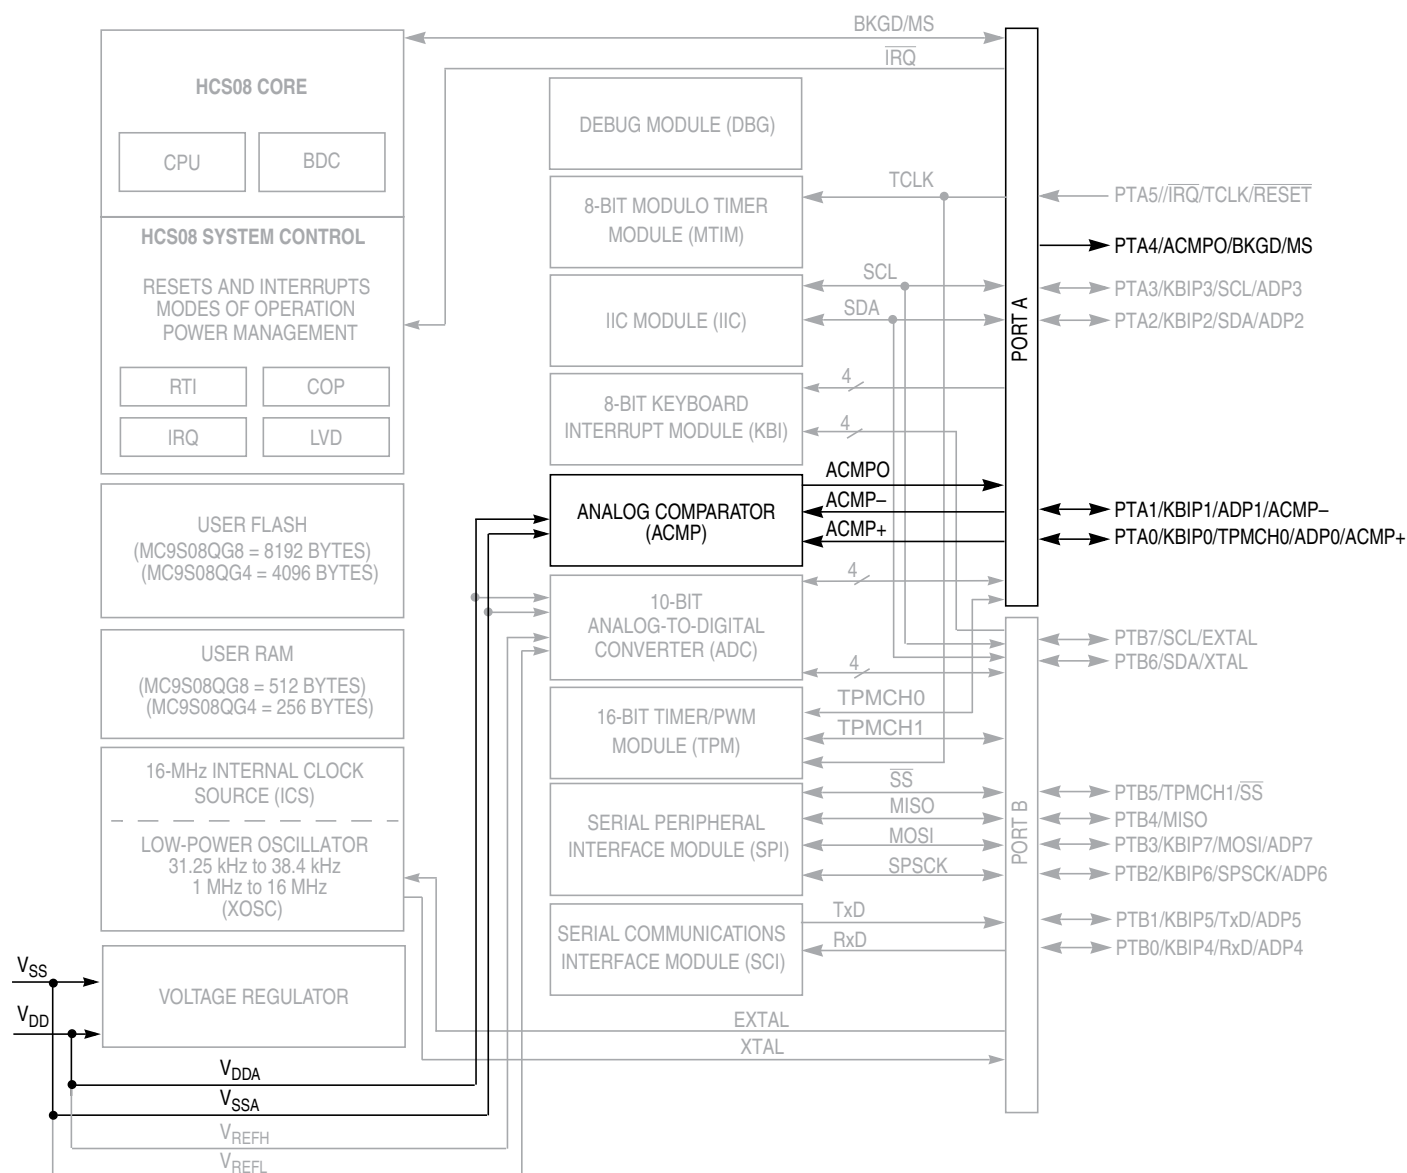 BKGD/MS
IRQ
HCS08 CORE
CPU
BDC
HCS08 SYSTEM CONTROL
RESETS AND INTERRUPTS
MODES OF OPERATION
POWER MANAGEMENT
RTI
COP
IRQ
LVD
USER FLASH
(MC9S08QG8 = 8192 BYTES)
(MC9S08QG4 = 4096 BYTES)
USER RAM
(MC9S08QG8 = 512 BYTES)
(MC9S08QG4 = 256 BYTES)
16-MHz INTERNAL CLOCK
SOURCE (ICS)
LOW-POWER OSCILLATOR
31.25 kHz to 38.4 kHz
1 MHz to 16 MHz
(XOSC)
VSS
VDD
VOLTAGE REGULATOR
VDDA
VSSA
VREFH
VREFL
DEBUG MODULE (DBG)
8-BIT MODULO TIMER
MODULE (MTIM)
TCLK
IIC MODULE (IIC)
SCL
SDA
8-BIT KEYBOARD
INTERRUPT MODULE (KBI)
4
4
ANALOG COMPARATOR
(ACMP)
ACMPO
ACMP–
ACMP+
10-BIT
ANALOG-TO-DIGITAL
CONVERTER (ADC)
4
4
16-BIT TIMER/PWM
MODULE (TPM)
TPMCH0
TPMCH1
SERIAL PERIPHERAL
INTERFACE MODULE (SPI)
SS
MISO
MOSI
SPSCK
SERIAL COMMUNICATIONS
INTERFACE MODULE (SCI)
TxD
RxD
EXTAL
XTAL
PORT A
PTA5//IRQ/TCLK/RESET
PTA4/ACMPO/BKGD/MS
PTA3/KBIP3/SCL/ADP3
PTA2/KBIP2/SDA/ADP2
PTA1/KBIP1/ADP1/ACMP–
PTA0/KBIP0/TPMCH0/ADP0/ACMP+
PORT B
PTB7/SCL/EXTAL
PTB6/SDA/XTAL
PTB5/TPMCH1/SS
PTB4/MISO
PTB3/KBIP7/MOSI/ADP7
PTB2/KBIP6/SPSCK/ADP6
PTB1/KBIP5/TxD/ADP5
PTB0/KBIP4/RxD/ADP4